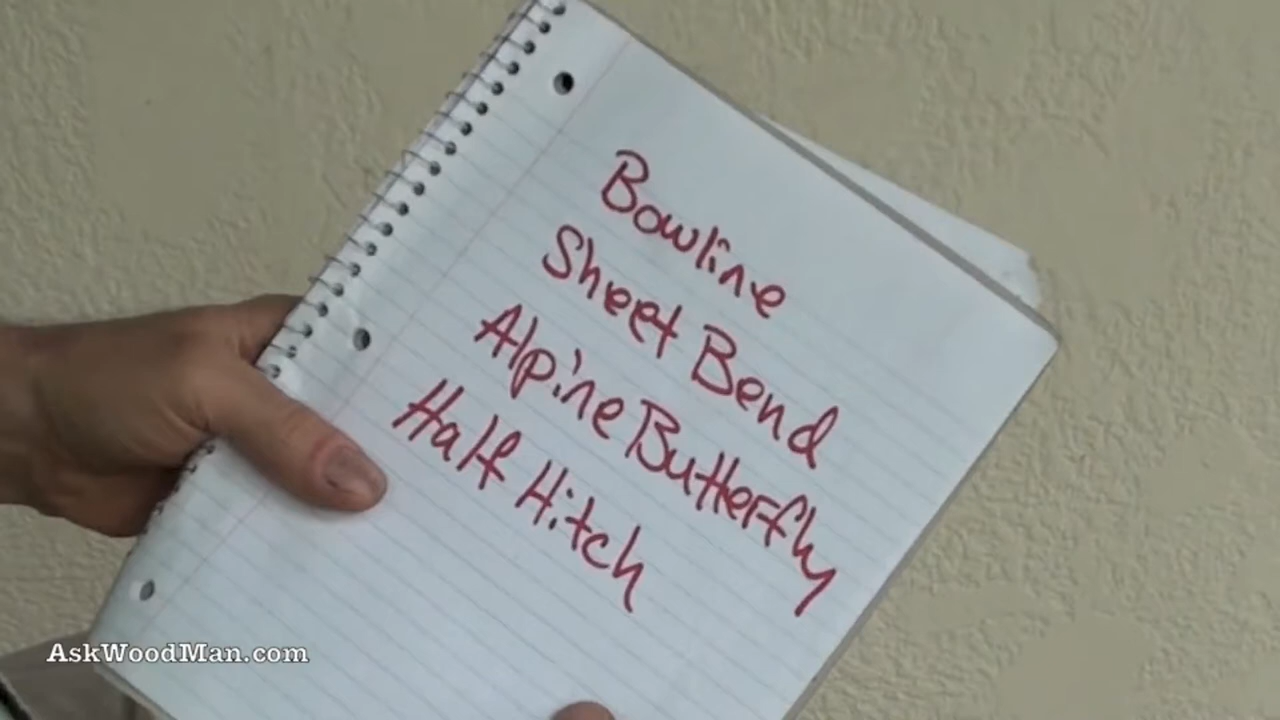 Bowline
Sheet Bend
Alpine Butterfly
Half Hitch
AskWoodMan.com